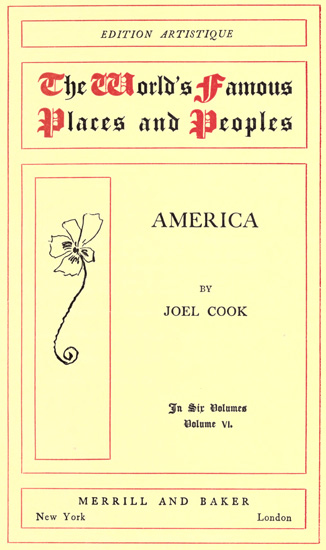 EDITION ARTISTIQUE
The World's Famous
Places and Peoples
AMERICA
BY
JOEL COOK
In Six Volumes
Volume VI.
MERRILL AND BAKER
New York London